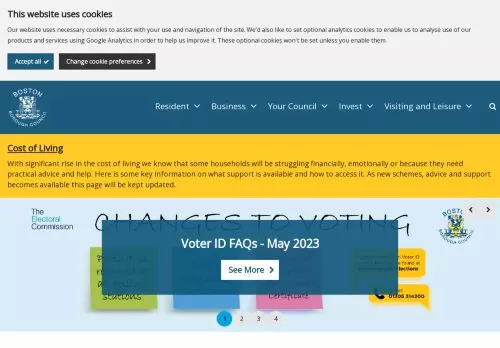 This website uses cookies
Our website uses necessary cookies to assist with your use and navigation of the site. We'd also like to set optional analytics cookies to enable us to analyse use of our
products and services using Google Analytics in order to help us improve it. These optional cookies won't be set unless you enable them.
Accept all
Change cookie preferences
BOSTON
BOROUGH COUNCIL
Resident
Business
Your Council
Invest
Visiting and Leisure
Cost of Living
With significant rise in the cost of living we know that some households will be struggling financially, emotionally or because they need
practical advice and help. Here is some key information on what support is available and how to access it. As new schemes, advice and support
becomes available this page will be kept updated.
The
Electoral
Commission
CHANGES TO VOTING
BOSTON
Voter ID FAQs - May 2023
See More
stations
certificate
01205 314200
1
2
3
4